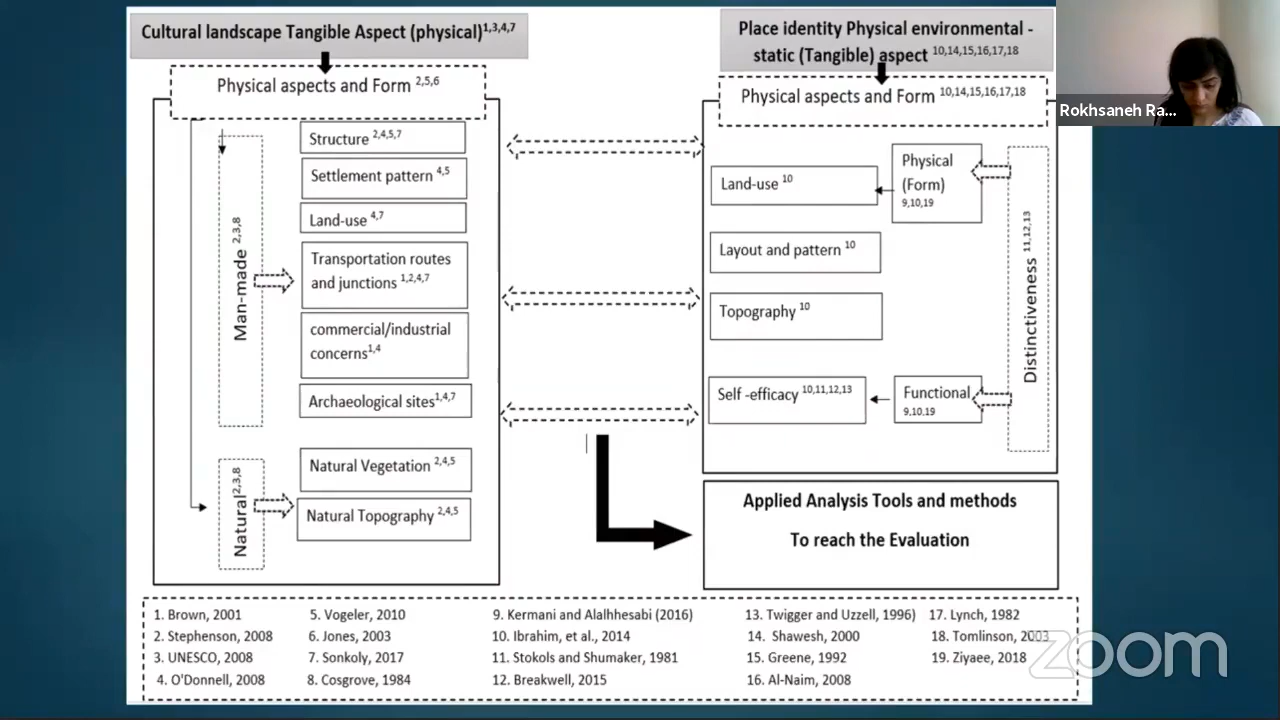 Cultural landscape Tangible Aspect (physical)1,3,4,7
Physical aspects and Form 2,5,6
Man-made 2,3,8
Structure 2,4,5,7
Settlement pattern 4,5
Land-use 4,7
Transportation routes
and junctions 1,2,4,7
commercial/industrial
concerns1,4
Archaeological sites1,4,7
Natural2,3,8
Natural Vegetation 2,4,5
Natural Topography 2,4,5
Place identity Physical environmental -
static (Tangible) aspect 10,14,15,16,17,18
Physical aspects and Form 10,14,15,16,17,18
Land-use 10
Physical
(Form)
9,10,19
Layout and pattern 10
Topography 10
Self -efficacy 10,11,12,13
Functional
9,10,19
Distinctiveness 11,12,13
Applied Analysis Tools and methods
To reach the Evaluation
1. Brown, 2001
2. Stephenson, 2008
3. UNESCO, 2008
4. O'Donnell, 2008
5. Vogeler, 2010
6. Jones, 2003
7. Sonkoly, 2017
8. Cosgrove, 1984
9. Kermani and Alalhhesabi (2016)
10. Ibrahim, et al., 2014
11. Stokols and Shumaker, 1981
12. Breakwell, 2015
13. Twigger and Uzzell, 1996)
14. Shawesh, 2000
15. Greene, 1992
16. Al-Naim, 2008
17. Lynch, 1982
18. Tomlinson, 2003
19. Ziyaee, 2018
Rokhsaneh Ra...
zoom